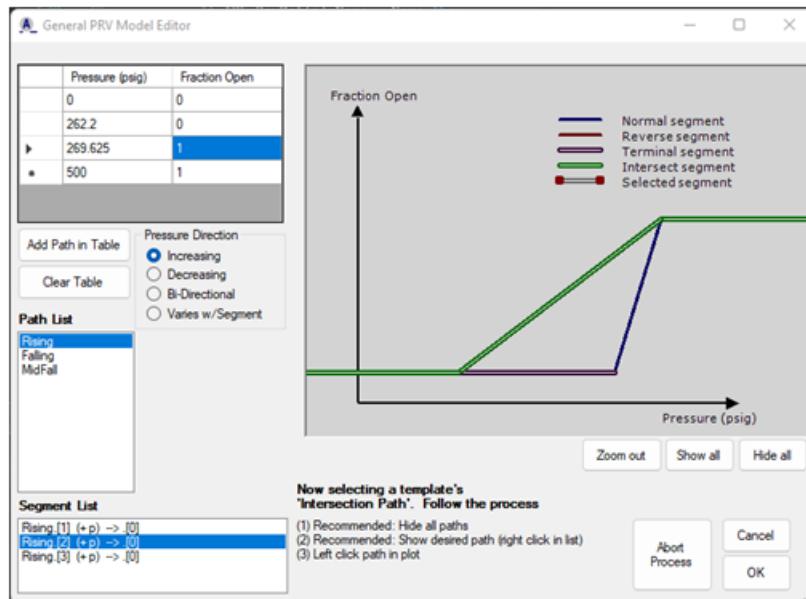 General PRV Model Editor
Pressure (psig) Fraction Open
0 0
262.2 0
269.625 1
500 1
Add Path in Table
Clear Table
Pressure Direction
Increasing
Decreasing
Bi-Directional
Varies w/Segment
Path List
Rising
Falling
MidFall
Segment List
Rising.[1] (+p) --> .[0]
Rising.[2] (+p) --> .[0]
Rising.[3] (+p) --> .[0]
Fraction Open
Normal segment
Reverse segment
Terminal segment
Intersect segment
Selected segment
Pressure (psig)
Zoom out Show all Hide all
Now selecting a template's
'Intersection Path'. Follow the process
(1) Recommended: Hide all paths
(2) Recommended: Show desired path (right click in list)
(3) Left click path in plot
Abort
Process
Cancel
OK